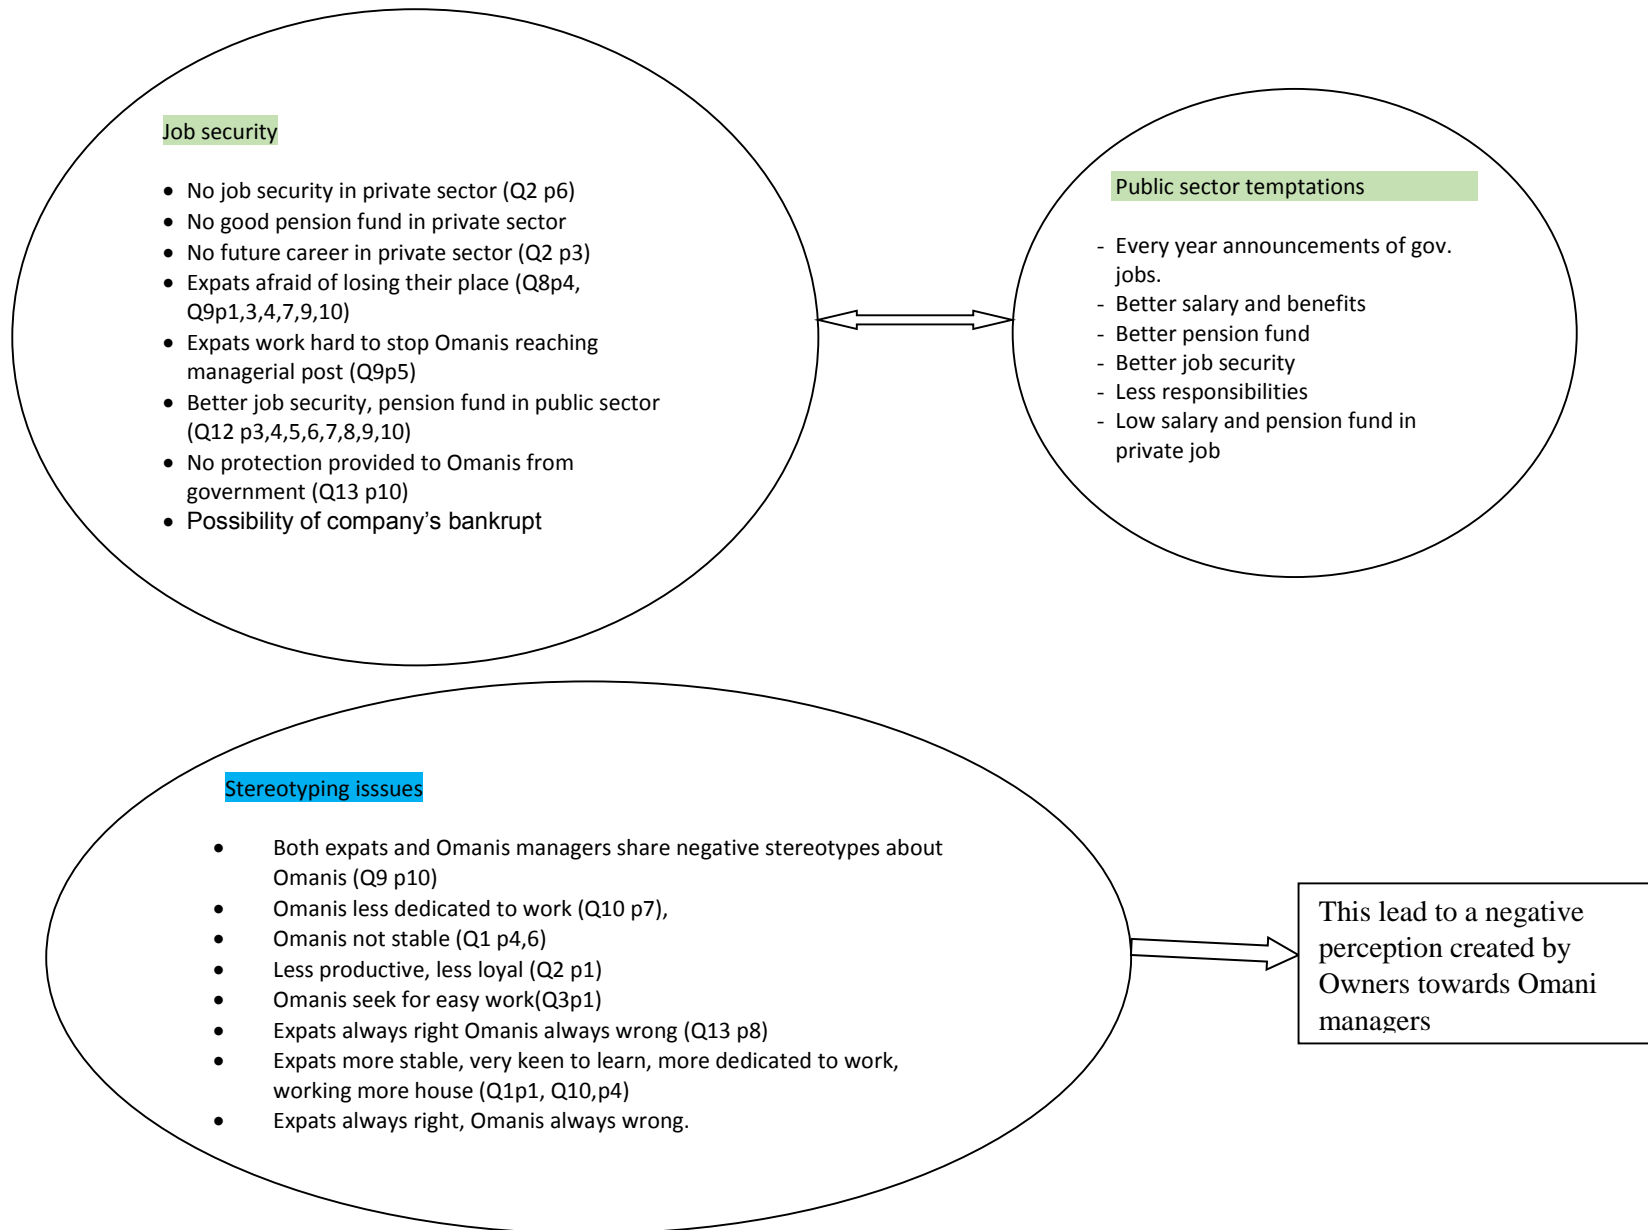 Job security
• No job security in private sector (Q2 p6)
• No good pension fund in private sector
• No future career in private sector (Q2 p3)
• Expats afraid of losing their place (Q8p4,
Q9p1,3,4,7,9,10)
• Expats work hard to stop Omanis reaching
managerial post (Q9p5)
• Better job security, pension fund in public sector
(Q12 p3,4,5,6,7,8,9,10)
• No protection provided to Omanis from
government (Q13 p10)
• Possibility of company’s bankrupt
Public sector temptations
- Every year announcements of gov.
jobs.
- Better salary and benefits
- Better pension fund
- Better job security
- Less responsibilities
- Low salary and pension fund in
private job
Stereotyping isssues
• Both expats and Omanis managers share negative stereotypes about
Omanis (Q9 p10)
• Omanis less dedicated to work (Q10 p7),
• Omanis not stable (Q1 p4,6)
• Less productive, less loyal (Q2 p1)
• Omanis seek for easy work(Q3p1)
• Expats always right Omanis always wrong (Q13 p8)
• Expats more stable, very keen to learn, more dedicated to work,
working more house (Q1p1, Q10,p4)
• Expats always right, Omanis always wrong.
This lead to a negative
perception created by
Owners towards Omani
managers